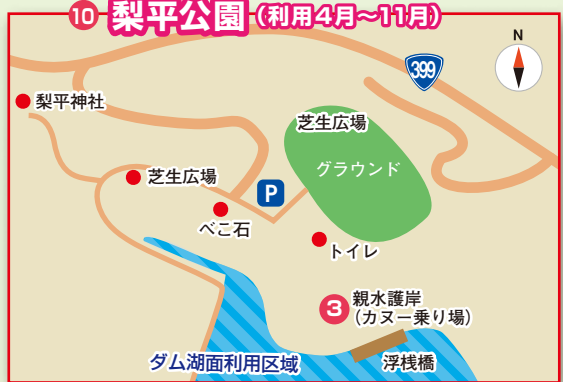 ⑩ 梨平公園 (利用4月～11月)
N
399
梨平神社
芝生広場
グラウンド
芝生広場
P
べこ石
トイレ
③ 親水護岸
(カヌー乗り場)
ダム湖面利用区域
浮桟橋